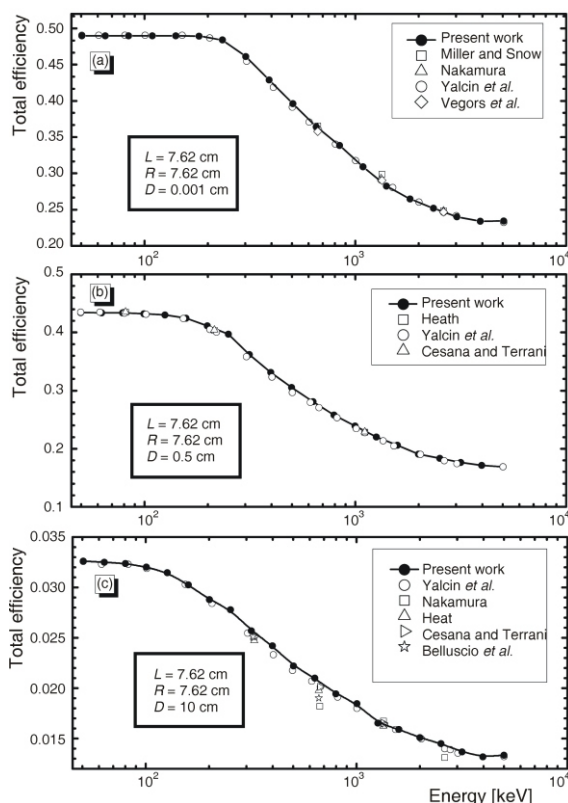 (a)
Total efficiency
0.50
0.45
0.40
0.35
0.30
0.25
0.20
10²
10³
10⁴
Present work
Miller and Snow
Nakamura
Yalcin et al.
Vegors et al.
L = 7.62 cm
R = 7.62 cm
D = 0.001 cm
(b)
Total efficiency
0.5
0.4
0.3
0.2
0.1
10²
10³
10⁴
Present work
Heath
Yalcin et al.
Cesana and Terrani
L = 7.62 cm
R = 7.62 cm
D = 0.5 cm
(c)
Total efficiency
0.035
0.030
0.025
0.020
0.015
10²
10³
10⁴
Present work
Yalcin et al.
Nakamura
Heat
Cesana and Terrani
Belluscio et al.
L = 7.62 cm
R = 7.62 cm
D = 10 cm
Energy [keV]